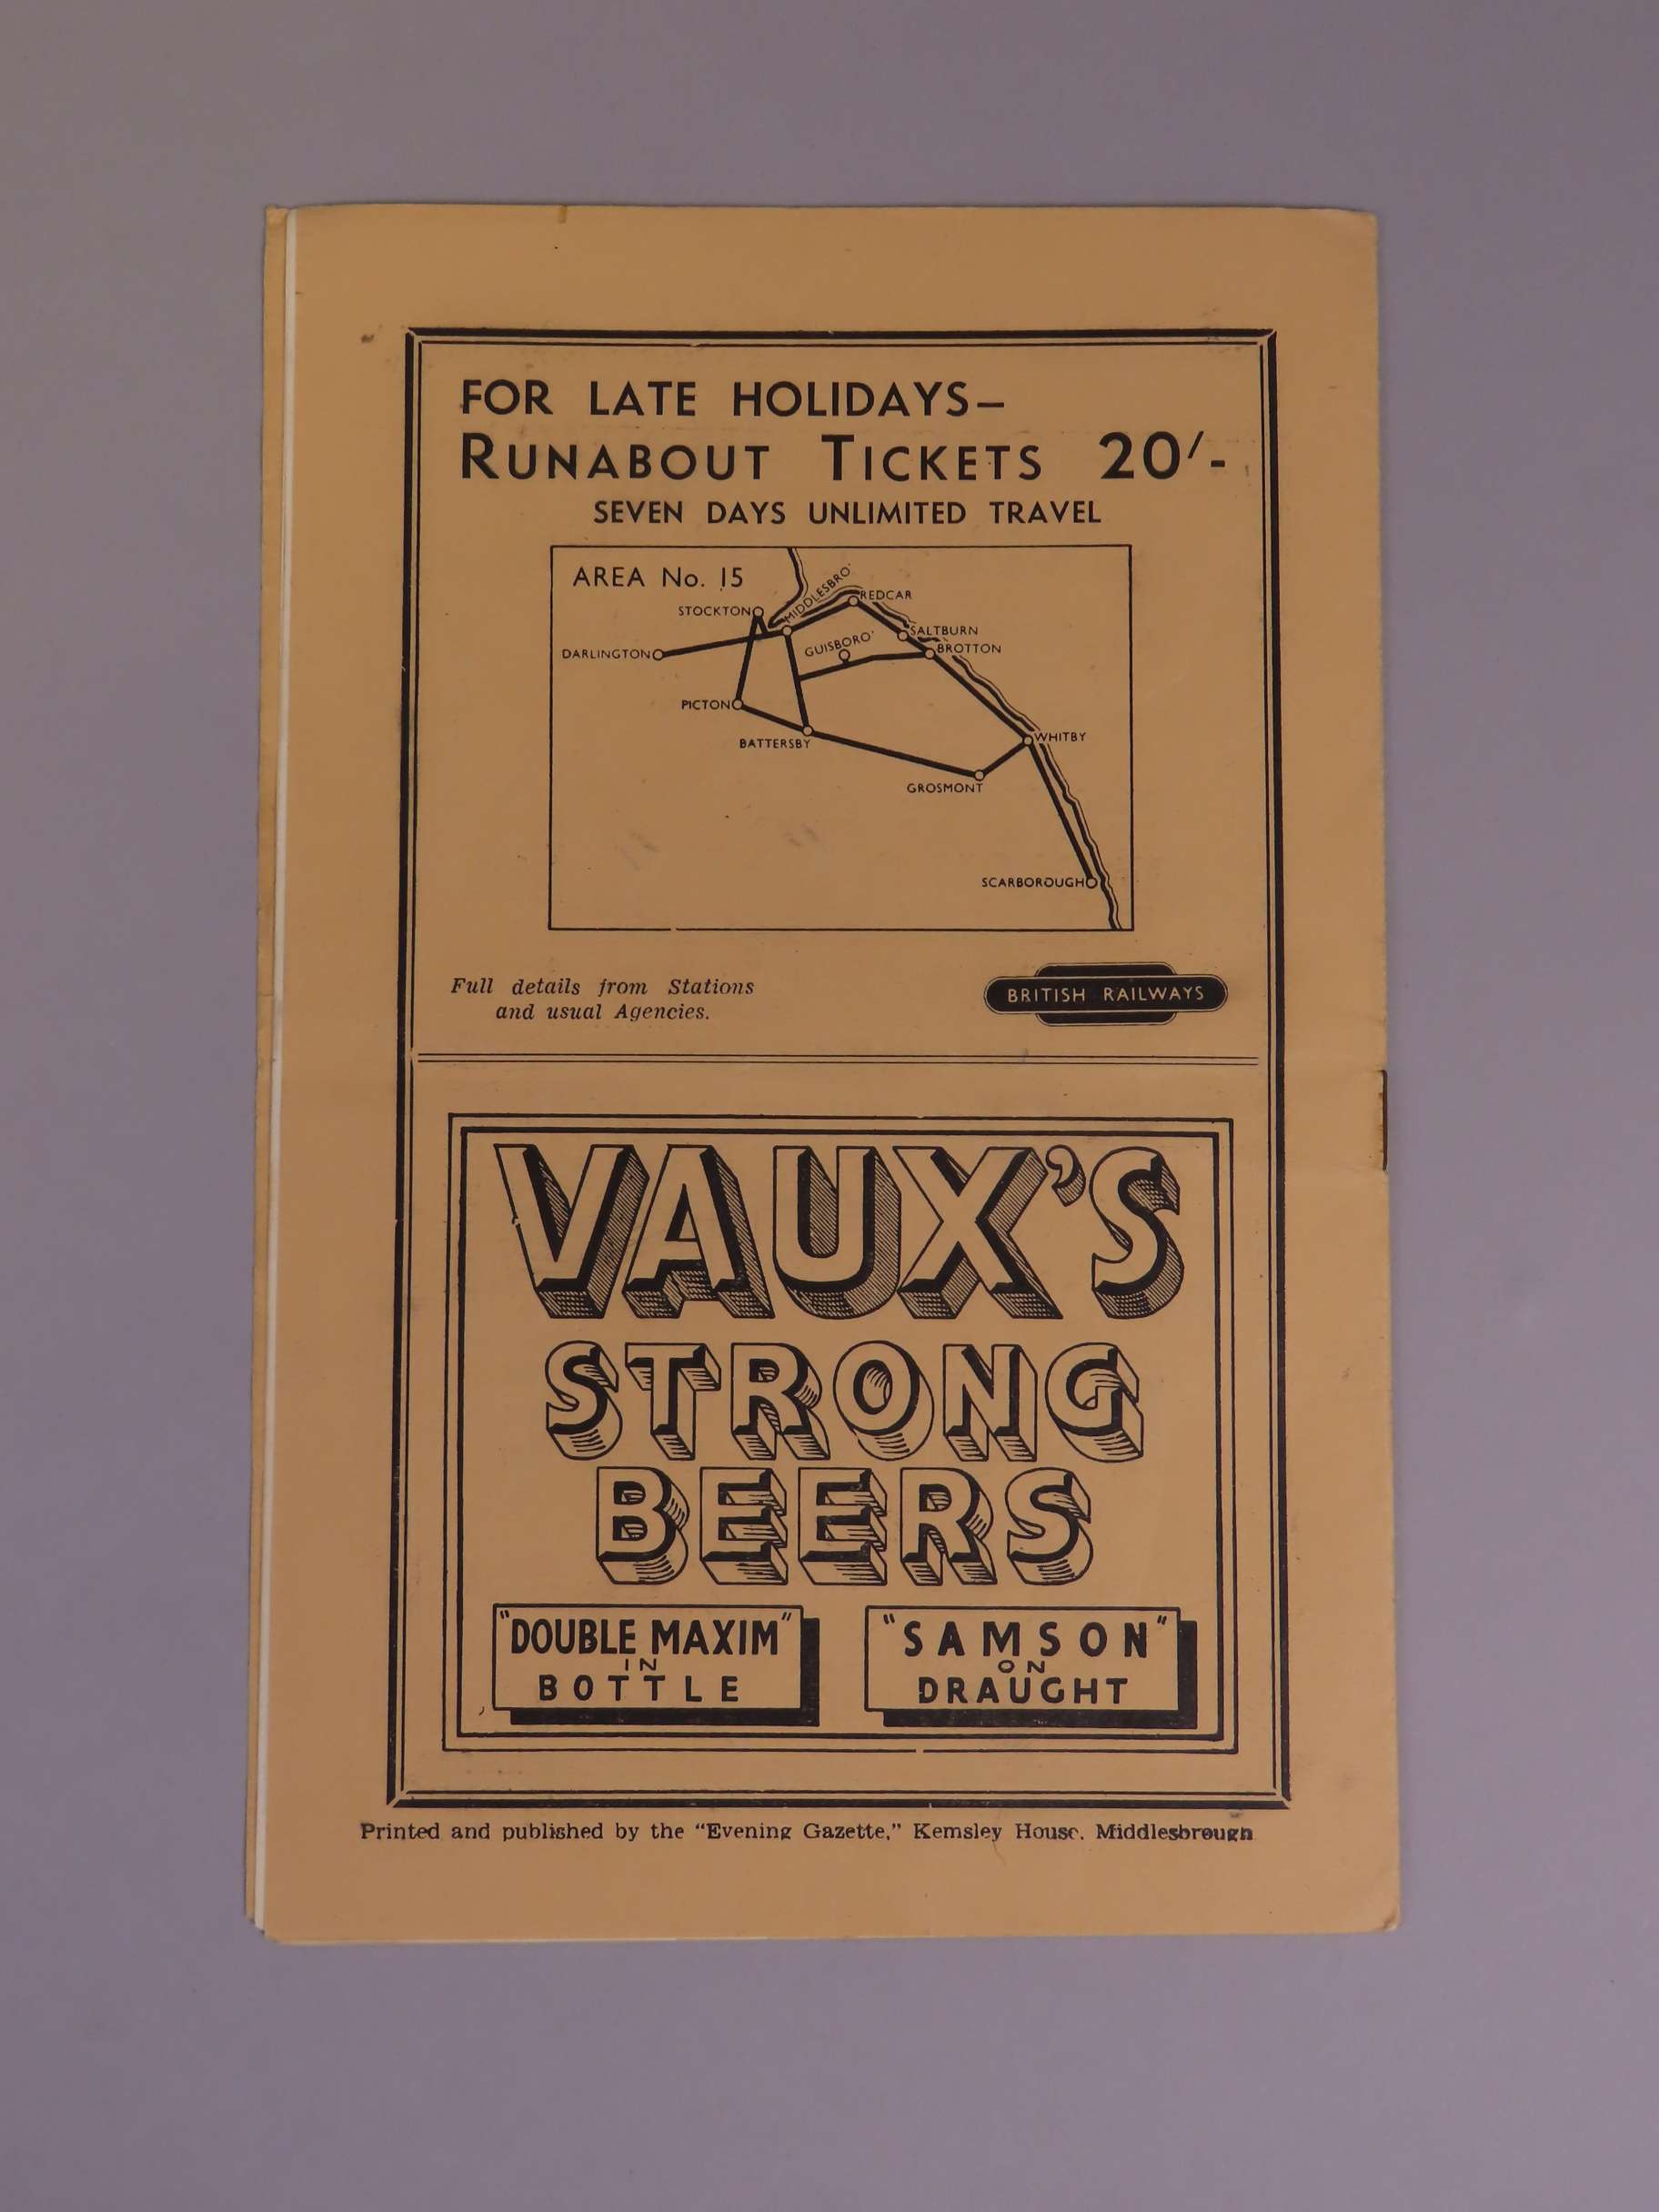 FOR LATE HOLIDAYS–
RUNABOUT TICKETS 20/-
SEVEN DAYS UNLIMITED TRAVEL
AREA No. 15
MIDDLESBRO'
REDCAR
STOCKTON
SALTBURN
GUISBORO'
BROTTON
DARLINGTON
PICTON
BATTERSBY
WHITBY
GROSMONT
SCARBOROUGH
Full details from Stations
and usual Agencies.
BRITISH RAILWAYS
VAUX'S
STRONG
BEERS
"DOUBLE MAXIM"
IN
BOTTLE
"SAMSON"
ON
DRAUGHT
Printed and published by the "Evening Gazette," Kemsley House, Middlesbrough